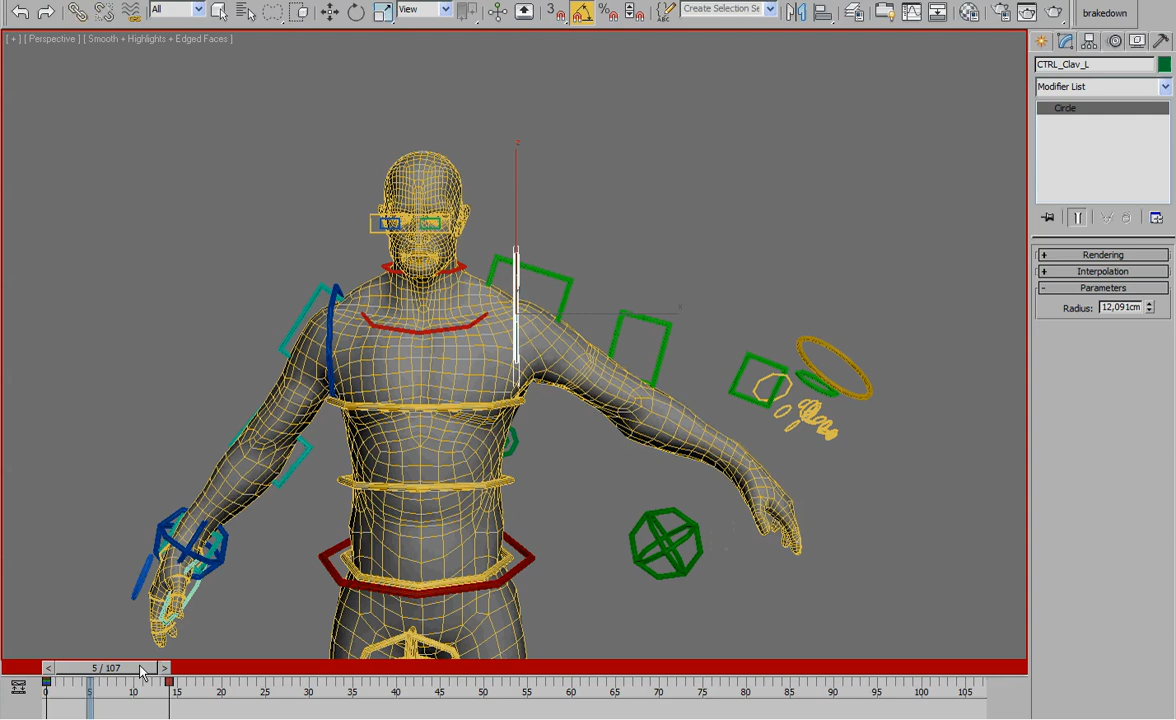 All
View
3
%
ABC
Create Selection Se
brakedown
[ + ] [ Perspective ] [ Smooth + Highlights + Edged Faces ]
CTRL_Clav_L
Modifier List
Circle
+ Rendering
+ Interpolation
- Parameters
Radius: 12,091cm
z
x
< 5 / 107 >
0 5 10 15 20 25 30 35 40 45 50 55 60 65 70 75 80 85 90 95 100 105